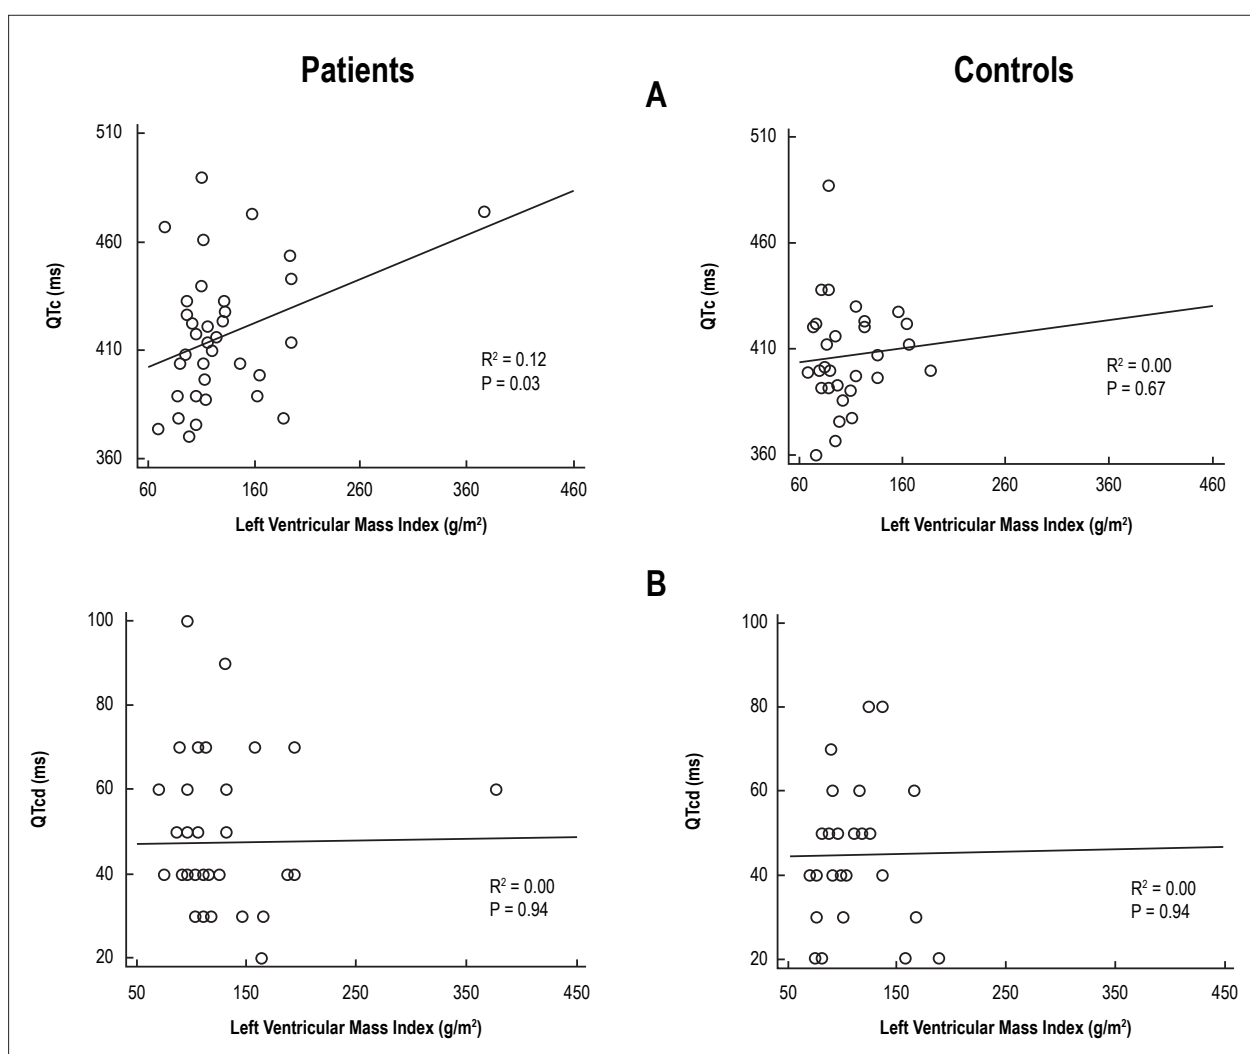 Patients
Controls
A
510
460
410
360
QTc (ms)
R² = 0.12
P = 0.03
60 160 260 360 460
Left Ventricular Mass Index (g/m²)
510
460
410
360
QTc (ms)
R² = 0.00
P = 0.67
60 160 260 360 460
Left Ventricular Mass Index (g/m²)
B
100
80
60
40
20
QTcd (ms)
R² = 0.00
P = 0.94
50 150 250 350 450
Left Ventricular Mass Index (g/m²)
100
80
60
40
20
QTcd (ms)
R² = 0.00
P = 0.94
50 150 250 350 450
Left Ventricular Mass Index (g/m²)